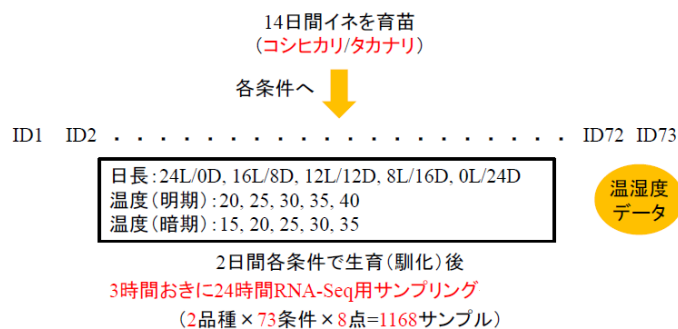 14日間イネを育苗
(コシヒカリ/タカナリ)
各条件へ
ID1 ID2 ・・・・・・・・・・・・・・・・・・・ ID72 ID73
日長:24L/0D, 16L/8D, 12L/12D, 8L/16D, 0L/24D
温度(明期):20, 25, 30, 35, 40
温度(暗期):15, 20, 25, 30, 35
温湿度
データ
2日間各条件で生育(馴化)後
3時間おきに24時間RNA-Seq用サンプリング
(2品種×73条件×8点=1168サンプル)